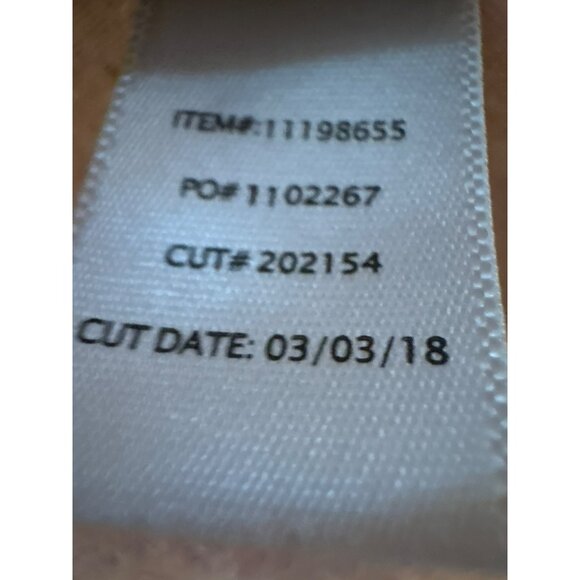 ITEM#:11198655
PO# 1102267
CUT# 202154
CUT DATE: 03/03/18